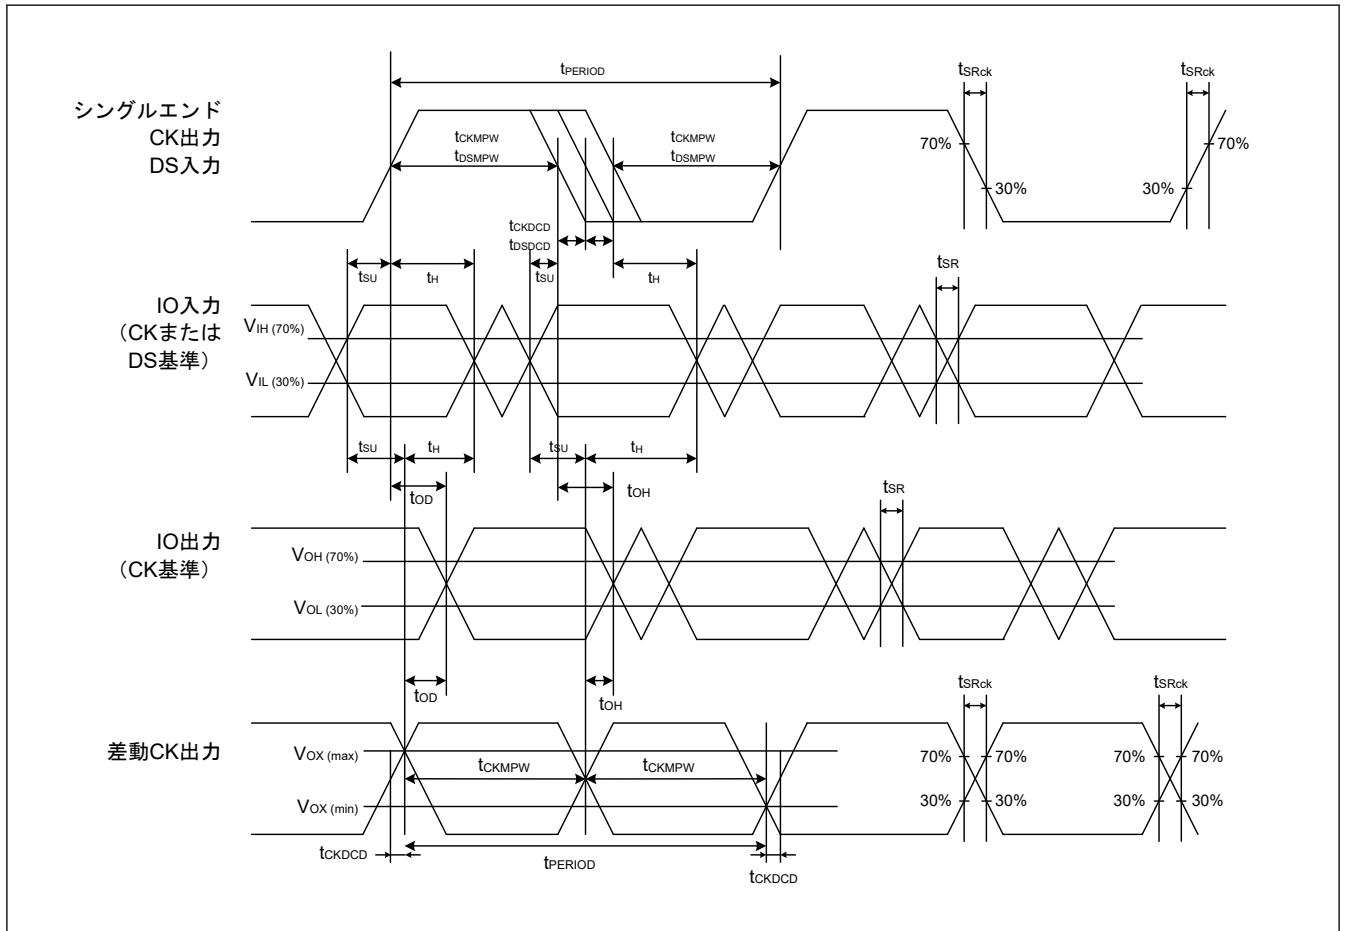 シングルエンド
CK出力
DS入力
tPERIOD
tSRck
tSRck
tCKMPW
tDSMPW
tCKMPW
tDSMPW
70%
30%
30%
70%
tCKDCD
tDSDCD
tSU
tH
tSU
tH
tSR
IO入力
（CKまたは
DS基準）
VIH (70%)
VIL (30%)
tSU
tH
tSU
tH
tOD
tOH
tSR
IO出力
（CK基準）
VOH (70%)
VOL (30%)
tOD
tOH
tSRck
tSRck
差動CK出力
VOX (max)
VOX (min)
tCKMPW
tCKMPW
70%
70%
70%
70%
30%
30%
30%
30%
tCKDCD
tPERIOD
tCKDCD